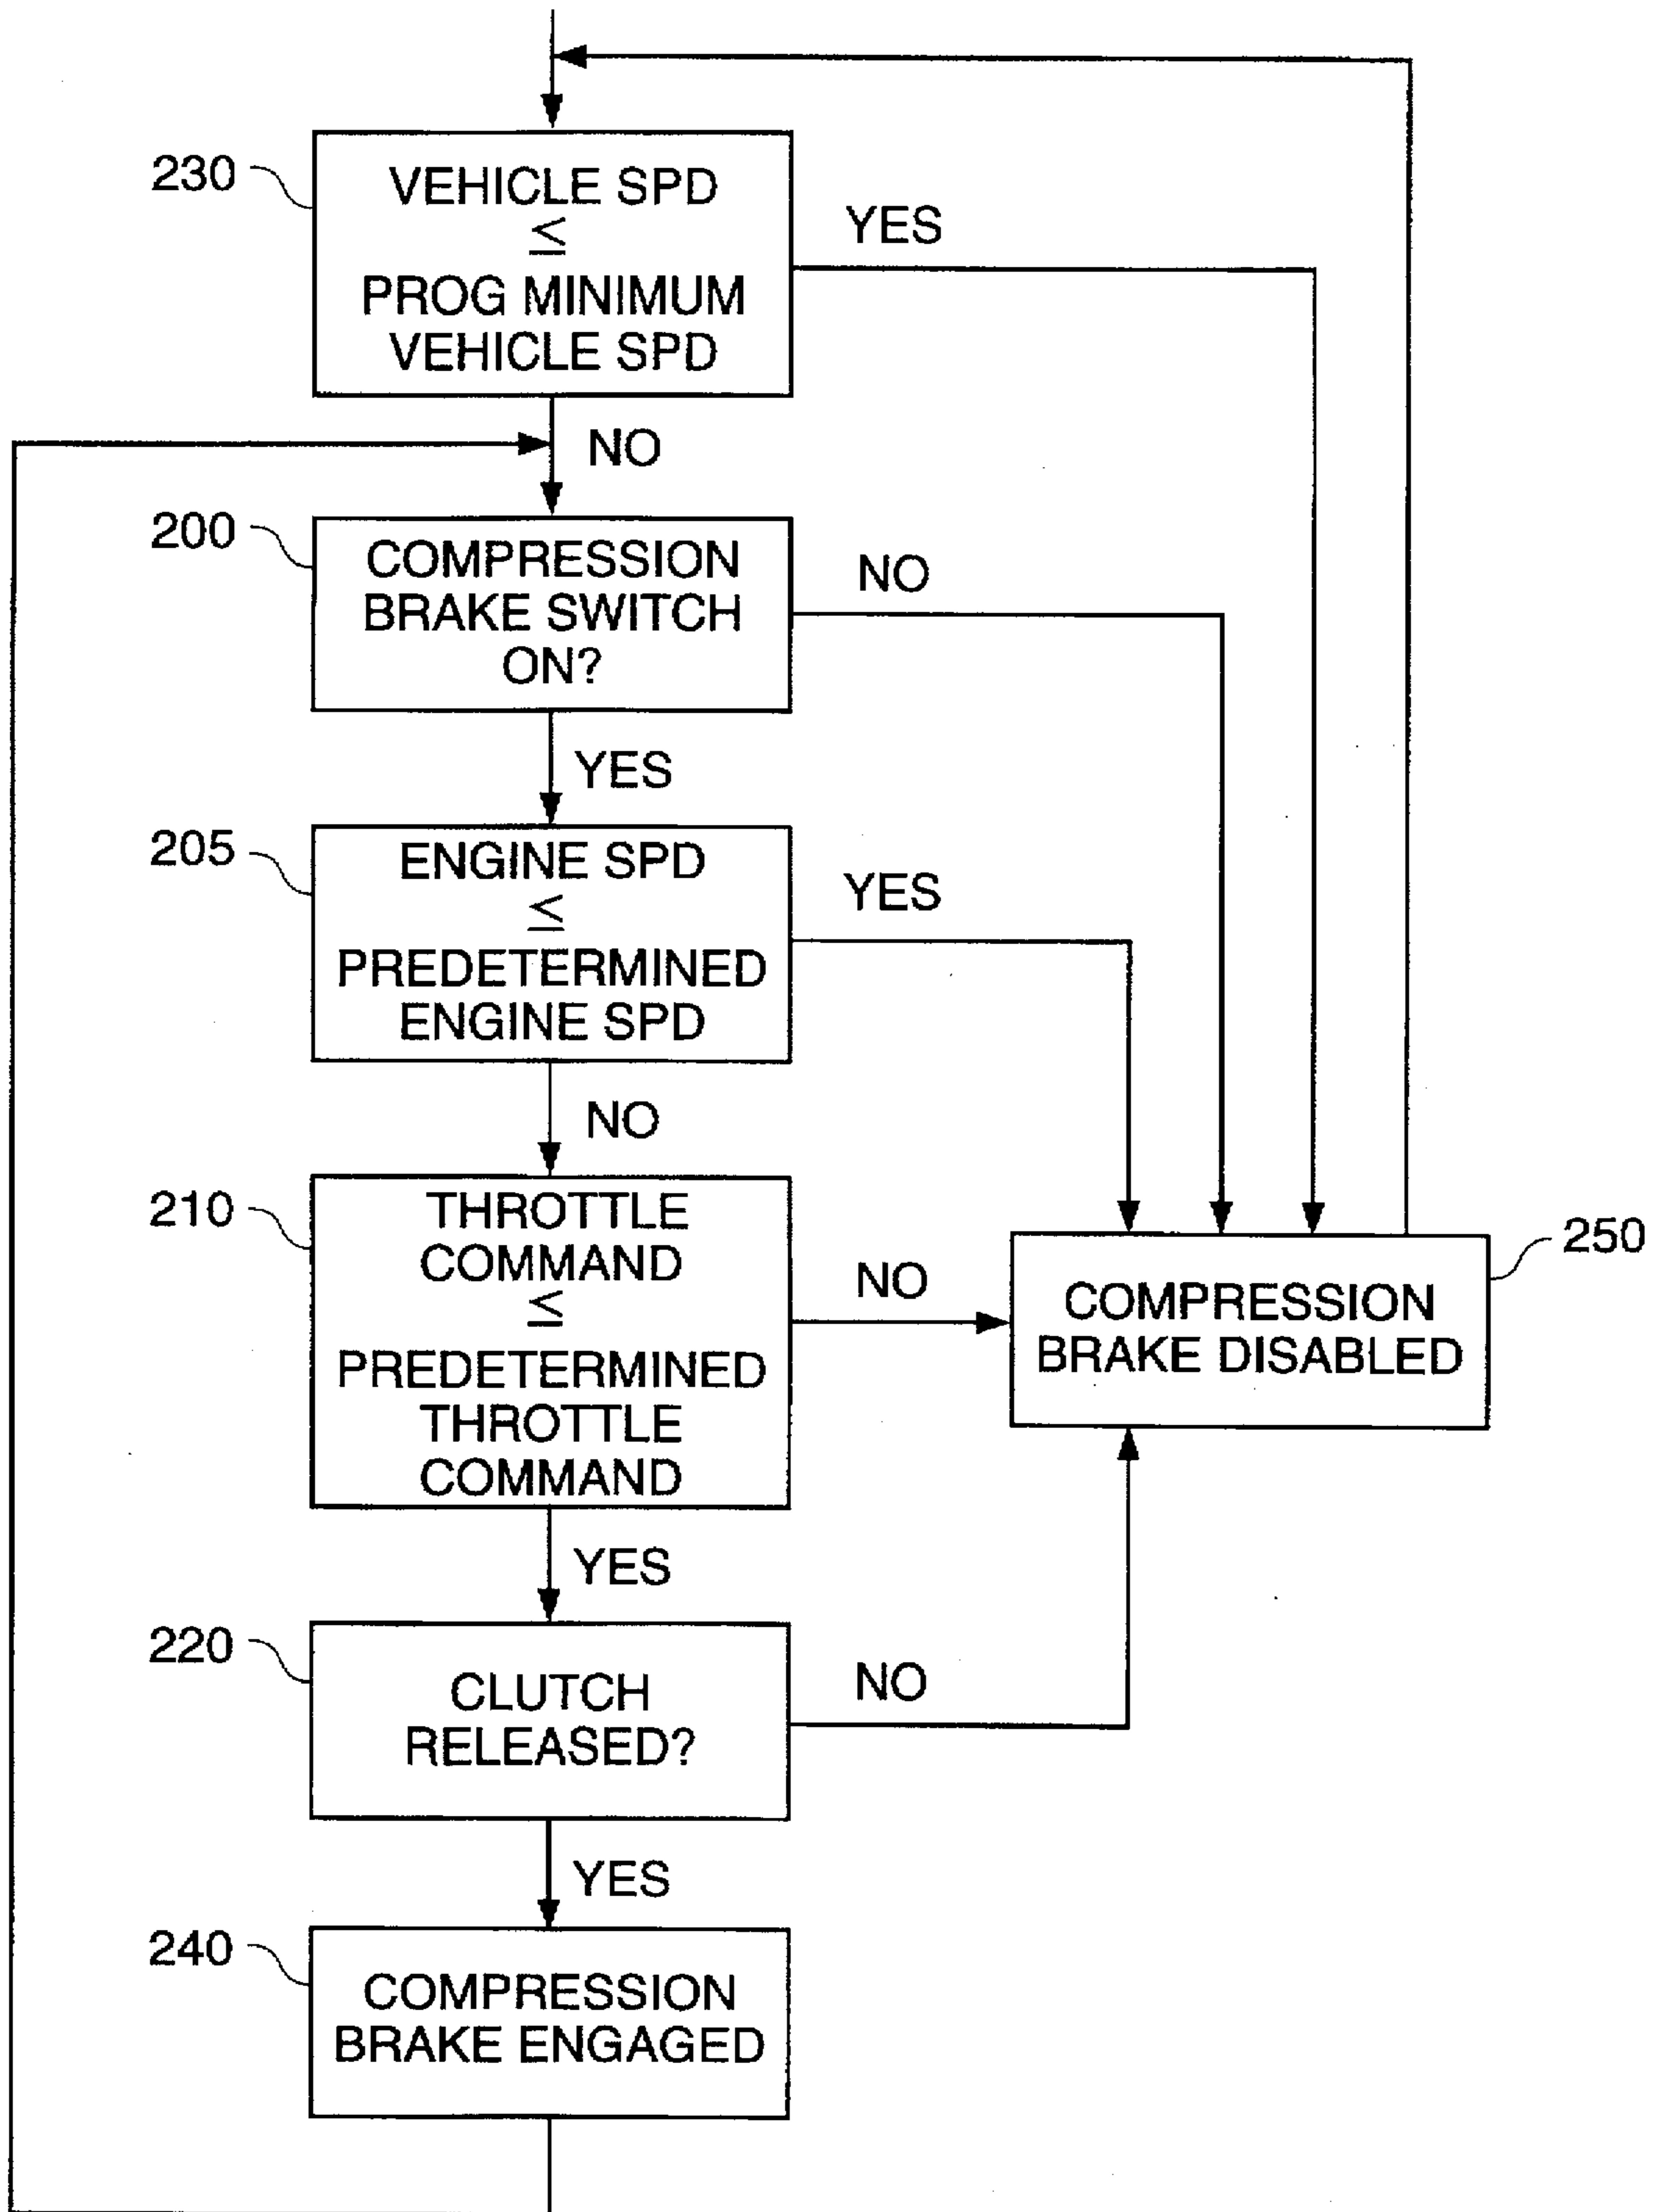 230
VEHICLE SPD
≤
PROG MINIMUM
VEHICLE SPD
YES
NO
200
COMPRESSION
BRAKE SWITCH
ON?
NO
YES
205
ENGINE SPD
≤
PREDETERMINED
ENGINE SPD
YES
NO
210
THROTTLE
COMMAND
≤
PREDETERMINED
THROTTLE
COMMAND
NO
YES
250
COMPRESSION
BRAKE DISABLED
220
CLUTCH
RELEASED?
NO
YES
240
COMPRESSION
BRAKE ENGAGED